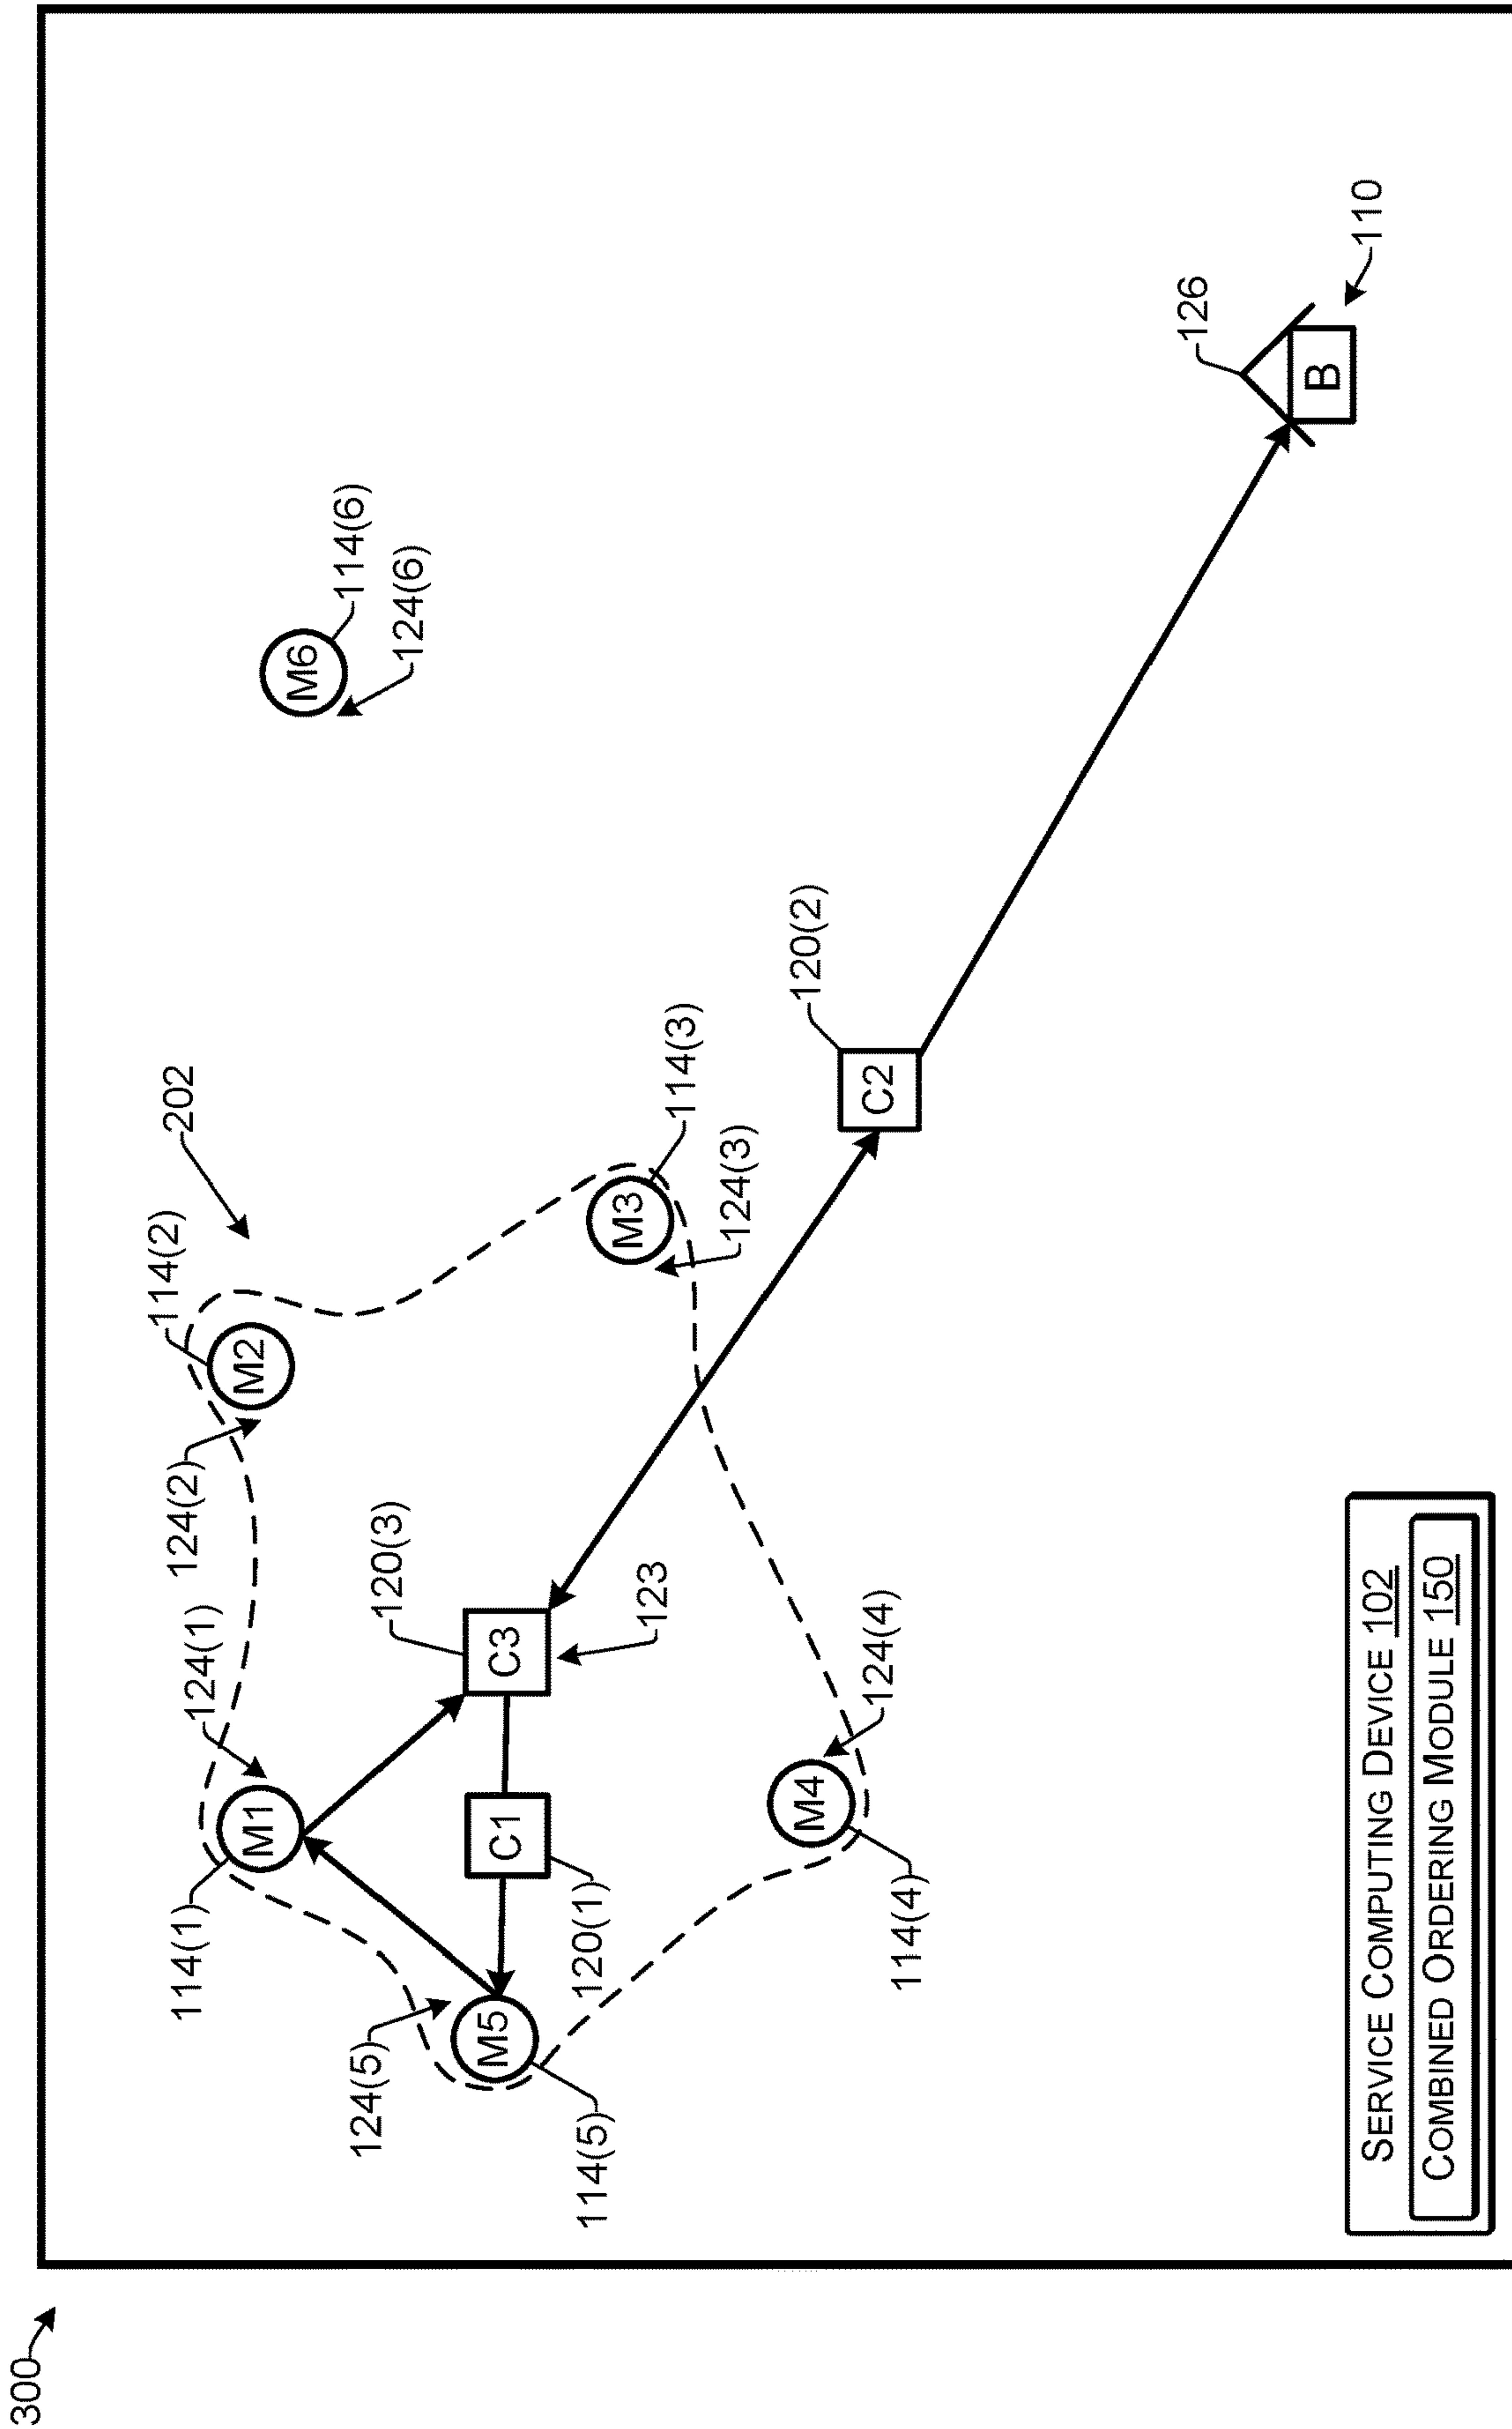 300
202
114(2)
M2
124(2)
124(1)
M1
114(1)
M6
114(6)
124(6)
120(3)
C3
123
C1
120(1)
124(5)
M5
114(5)
M3
114(3)
124(3)
120(2)
C2
M4
124(4)
114(4)
126
B
110
SERVICE COMPUTING DEVICE 102
COMBINED ORDERING MODULE 150